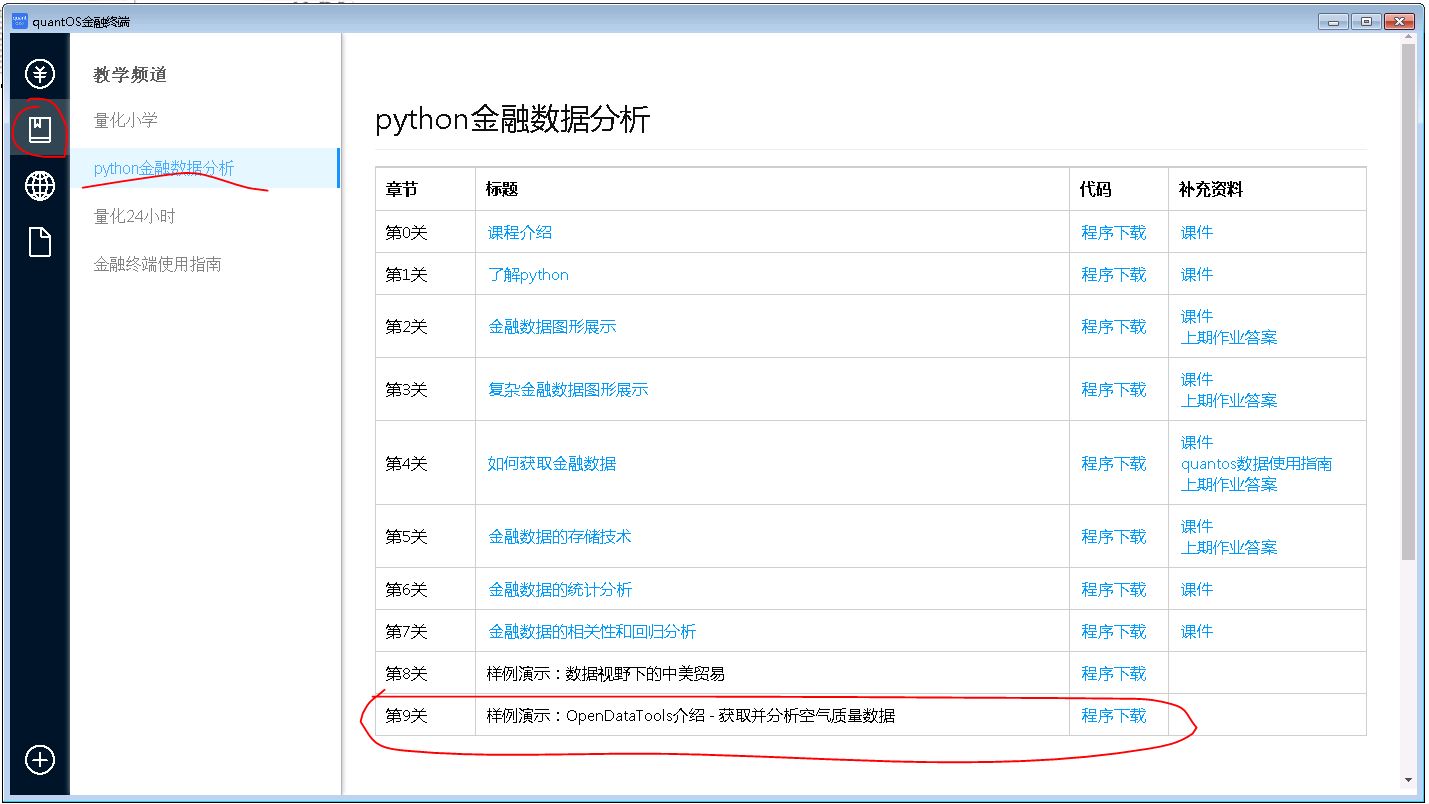 quantOS金融终端
教学频道
量化小学
python金融数据分析
量化24小时
金融终端使用指南
python金融数据分析
章节 标题 代码 补充资料
第0关 课程介绍 程序下载 课件
第1关 了解python 程序下载 课件
第2关 金融数据图形展示 程序下载 课件
上期作业答案
第3关 复杂金融数据图形展示 程序下载 课件
上期作业答案
第4关 如何获取金融数据 程序下载 课件
quantos数据使用指南
上期作业答案
第5关 金融数据的存储技术 程序下载 课件
上期作业答案
第6关 金融数据的统计分析 程序下载 课件
第7关 金融数据的相关性和回归分析 程序下载 课件
第8关 样例演示：数据视野下的中美贸易 程序下载
第9关 样例演示：OpenDataTools介绍 - 获取并分析空气质量数据 程序下载